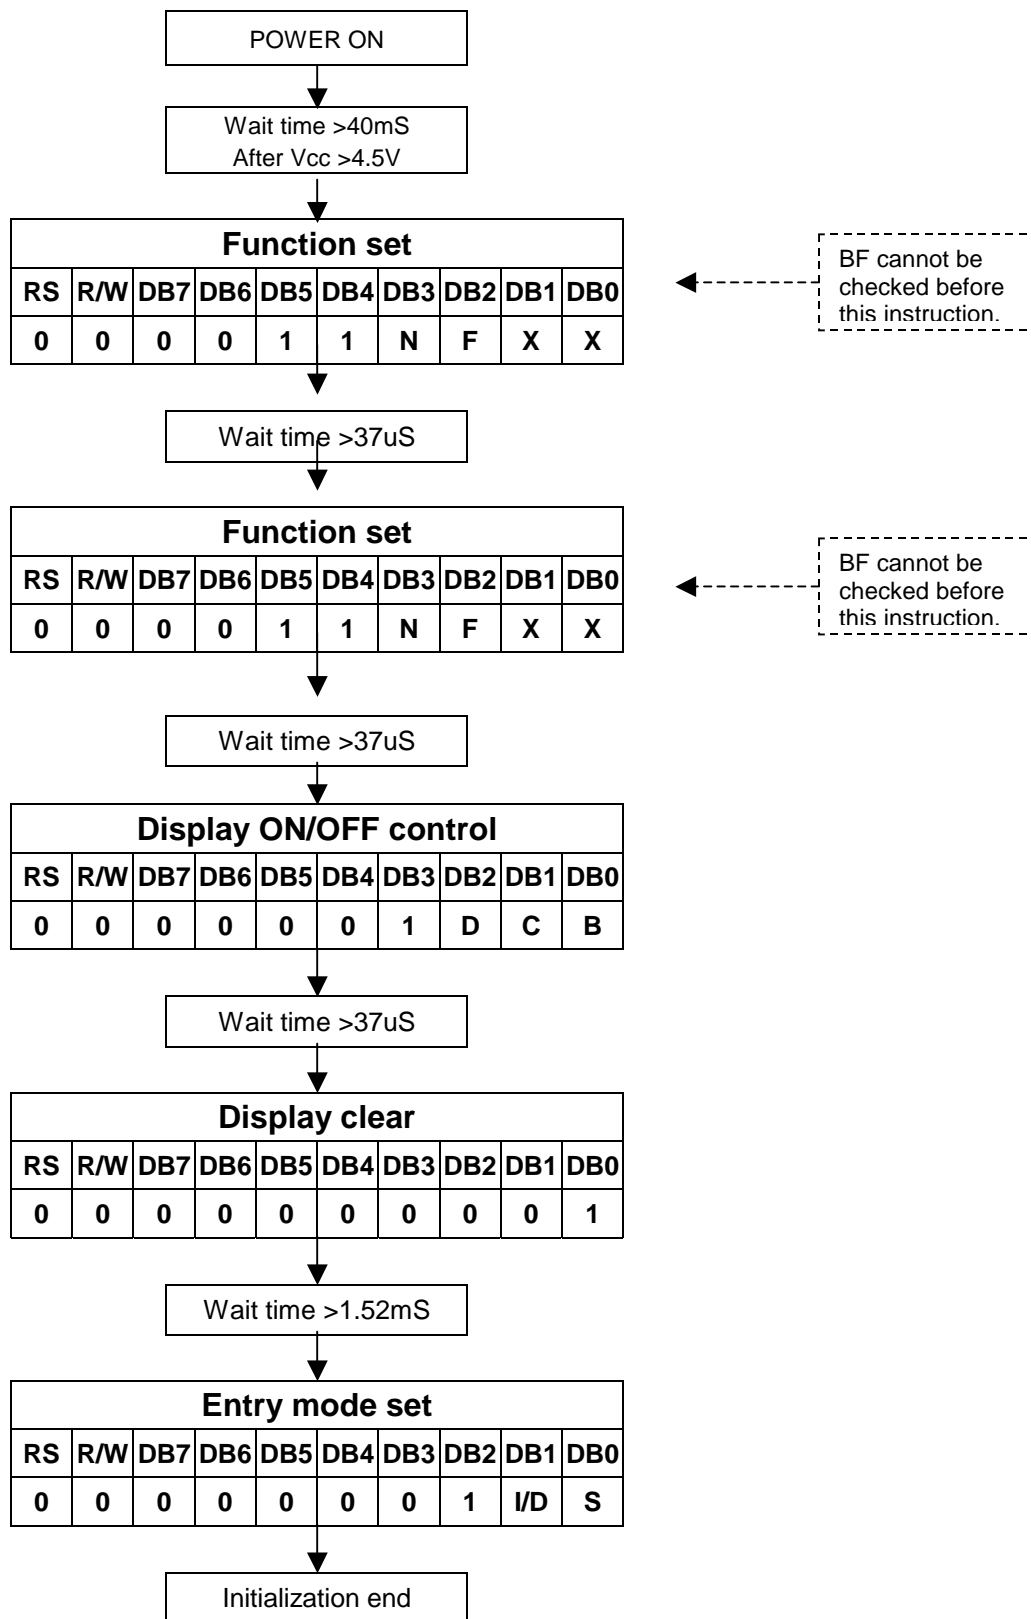 POWER ON
Wait time >40mS
After Vcc >4.5V
Function set
RS R/W DB7 DB6 DB5 DB4 DB3 DB2 DB1 DB0
0 0 0 0 1 1 N F X X
BF cannot be
checked before
this instruction.
Wait time >37uS
Function set
RS R/W DB7 DB6 DB5 DB4 DB3 DB2 DB1 DB0
0 0 0 0 1 1 N F X X
BF cannot be
checked before
this instruction.
Wait time >37uS
Display ON/OFF control
RS R/W DB7 DB6 DB5 DB4 DB3 DB2 DB1 DB0
0 0 0 0 0 0 1 D C B
Wait time >37uS
Display clear
RS R/W DB7 DB6 DB5 DB4 DB3 DB2 DB1 DB0
0 0 0 0 0 0 0 0 0 1
Wait time >1.52mS
Entry mode set
RS R/W DB7 DB6 DB5 DB4 DB3 DB2 DB1 DB0
0 0 0 0 0 0 0 1 I/D S
Initialization end